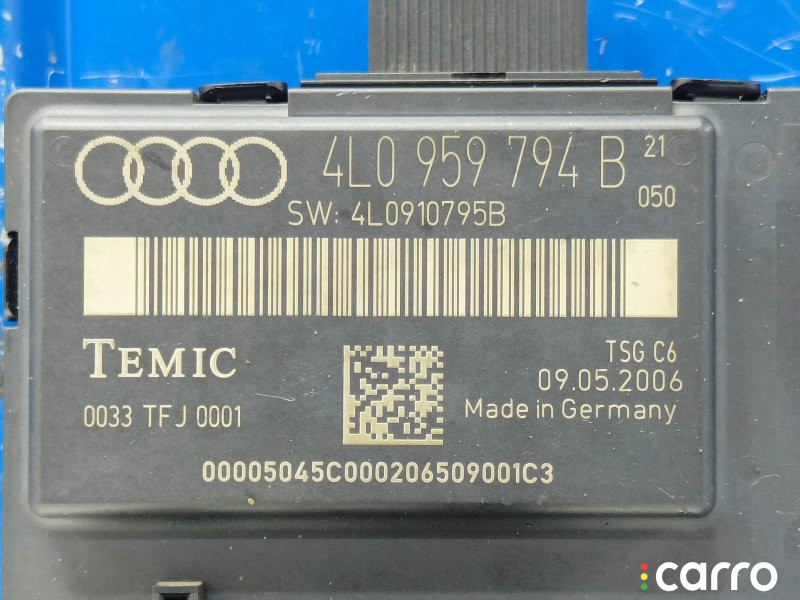 4L0 959 794 B 21
050
SW: 4L0910795B
TEMIC
TSG C6
09.05.2006
0033 TFJ 0001
Made in Germany
00005045C000206509001C3
carro